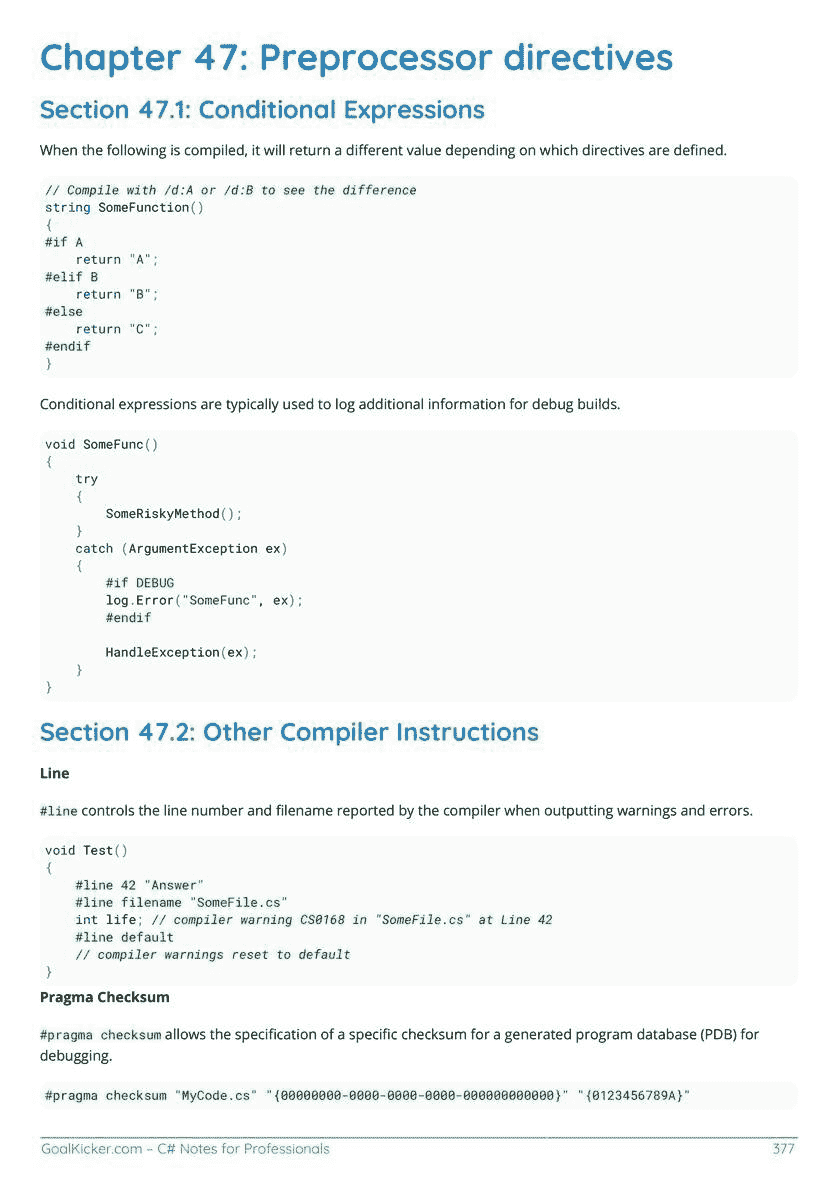 Chapter 47: Preprocessor directives
Section 47.1: Conditional Expressions
When the following is compiled, it will return a different value depending on which directives are defined.
// Compile with /d:A or /d:B to see the difference
string SomeFunction()
{
#if A
    return "A";
#elif B
    return "B";
#else
    return "C";
#endif
}
Conditional expressions are typically used to log additional information for debug builds.
void SomeFunc()
{
    try
    {
        SomeRiskyMethod();
    }
    catch (ArgumentException ex)
    {
        #if DEBUG
        log.Error("SomeFunc", ex);
        #endif
        HandleException(ex);
    }
}
Section 47.2: Other Compiler Instructions
Line
#line controls the line number and filename reported by the compiler when outputting warnings and errors.
void Test()
{
    #line 42 "Answer"
    #line filename "SomeFile.cs"
    int life; // compiler warning CS0168 in "SomeFile.cs" at Line 42
    #line default
    // compiler warnings reset to default
}
Pragma Checksum
#pragma checksum allows the specification of a specific checksum for a generated program database (PDB) for
debugging.
#pragma checksum "MyCode.cs" "{00000000-0000-0000-0000-000000000000}" "{0123456789A}"
GoalKicker.com – C# Notes for Professionals 377